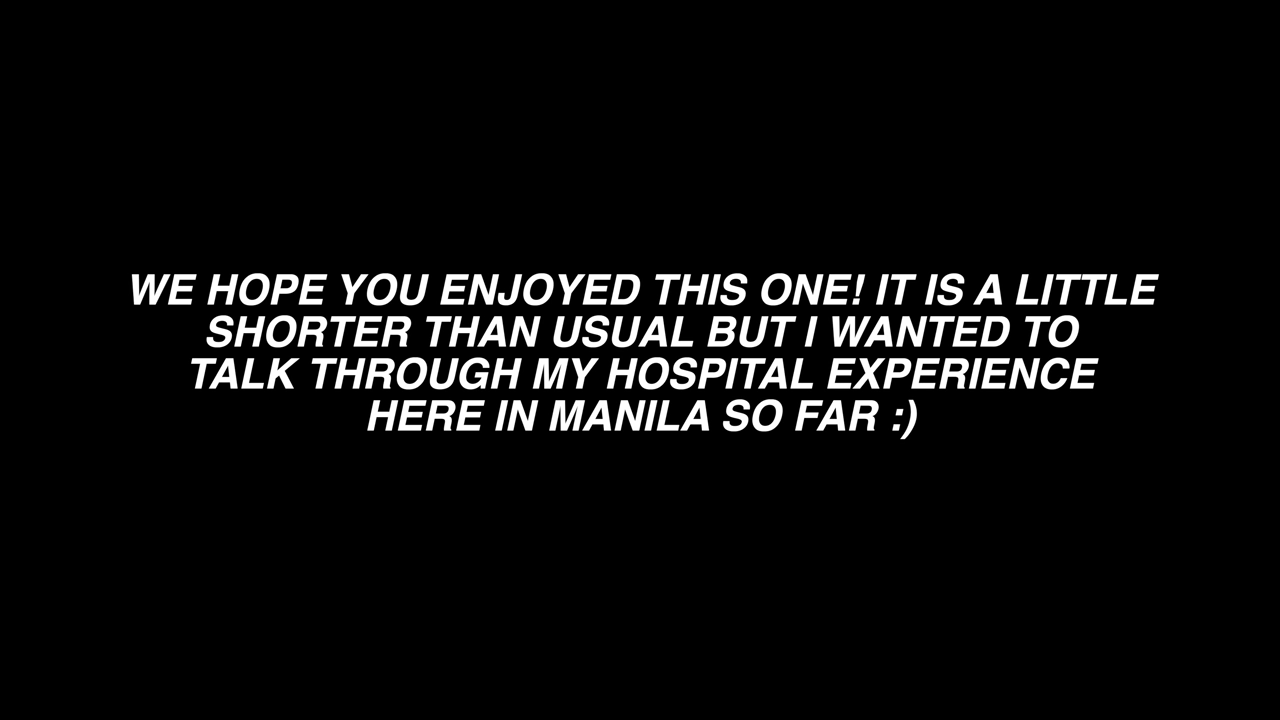 WE HOPE YOU ENJOYED THIS ONE! IT IS A LITTLE
SHORTER THAN USUAL BUT I WANTED TO
TALK THROUGH MY HOSPITAL EXPERIENCE
HERE IN MANILA SO FAR :)